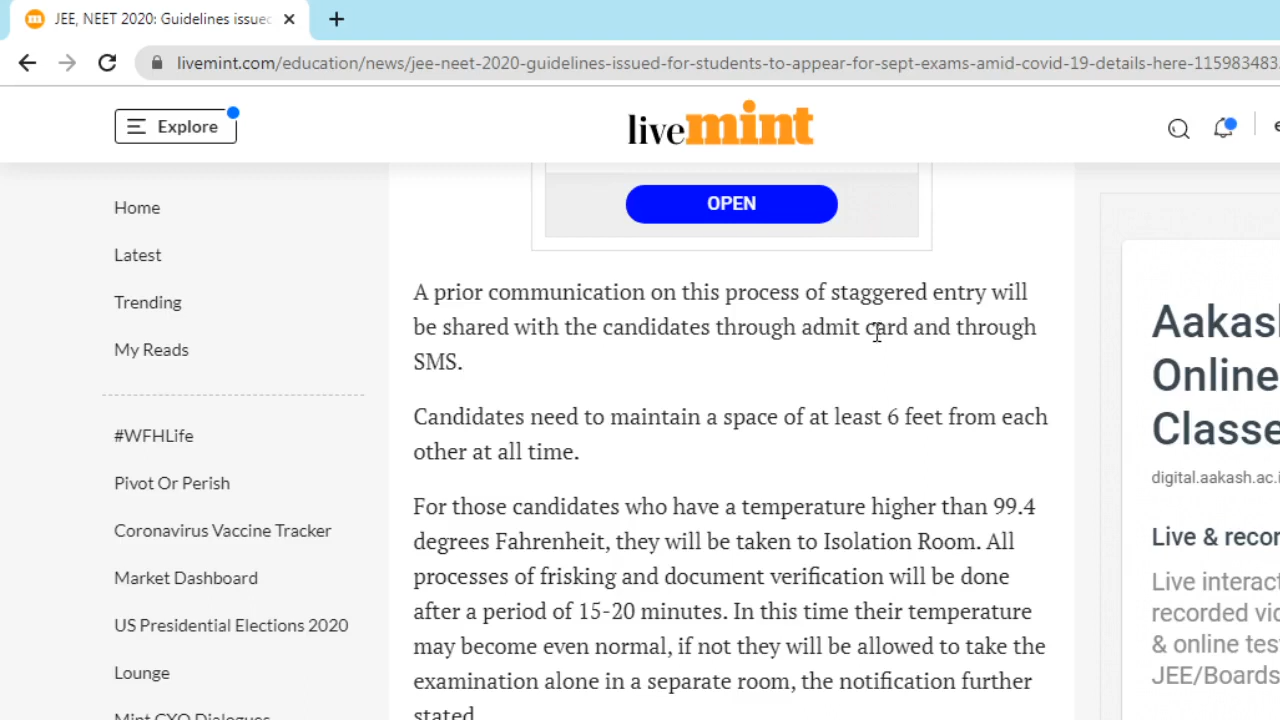 JEE, NEET 2020: Guidelines issued
livemint.com/education/news/jee-neet-2020-guidelines-issued-for-students-to-appear-for-sept-exams-amid-covid-19-details-here-115983483
Explore
livemint
Home
Latest
Trending
My Reads
#WFHLife
Pivot Or Perish
Coronavirus Vaccine Tracker
Market Dashboard
US Presidential Elections 2020
Lounge
Mint CXO Dialogues
OPEN
A prior communication on this process of staggered entry will
be shared with the candidates through admit card and through
SMS.
Candidates need to maintain a space of at least 6 feet from each
other at all time.
For those candidates who have a temperature higher than 99.4
degrees Fahrenheit, they will be taken to Isolation Room. All
processes of frisking and document verification will be done
after a period of 15-20 minutes. In this time their temperature
may become even normal, if not they will be allowed to take the
examination alone in a separate room, the notification further
stated
Aakash
Online
Classe
digital.aakash.ac.i
Live & recor
Live interact
recorded vid
& online test
JEE/Boards